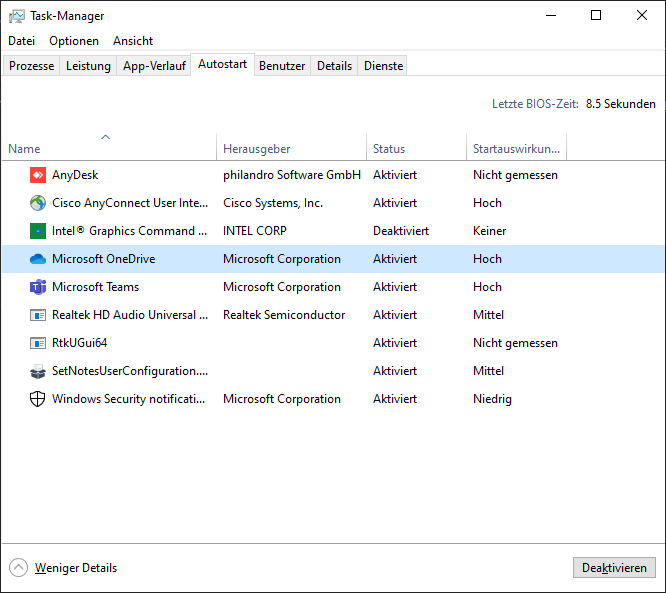 Task-Manager
Datei Optionen Ansicht
Prozesse Leistung App-Verlauf Autostart Benutzer Details Dienste
Letzte BIOS-Zeit: 8.5 Sekunden
Name Herausgeber Status Startauswirkun...
AnyDesk philandro Software GmbH Aktiviert Nicht gemessen
Cisco AnyConnect User Inte... Cisco Systems, Inc. Aktiviert Hoch
Intel® Graphics Command ... INTEL CORP Deaktiviert Keiner
Microsoft OneDrive Microsoft Corporation Aktiviert Hoch
Microsoft Teams Microsoft Corporation Aktiviert Hoch
Realtek HD Audio Universal ... Realtek Semiconductor Aktiviert Mittel
RtkUGui64 Aktiviert Nicht gemessen
SetNotesUserConfiguration.... Aktiviert Mittel
Windows Security notificati... Microsoft Corporation Aktiviert Niedrig
Weniger Details Deaktivieren